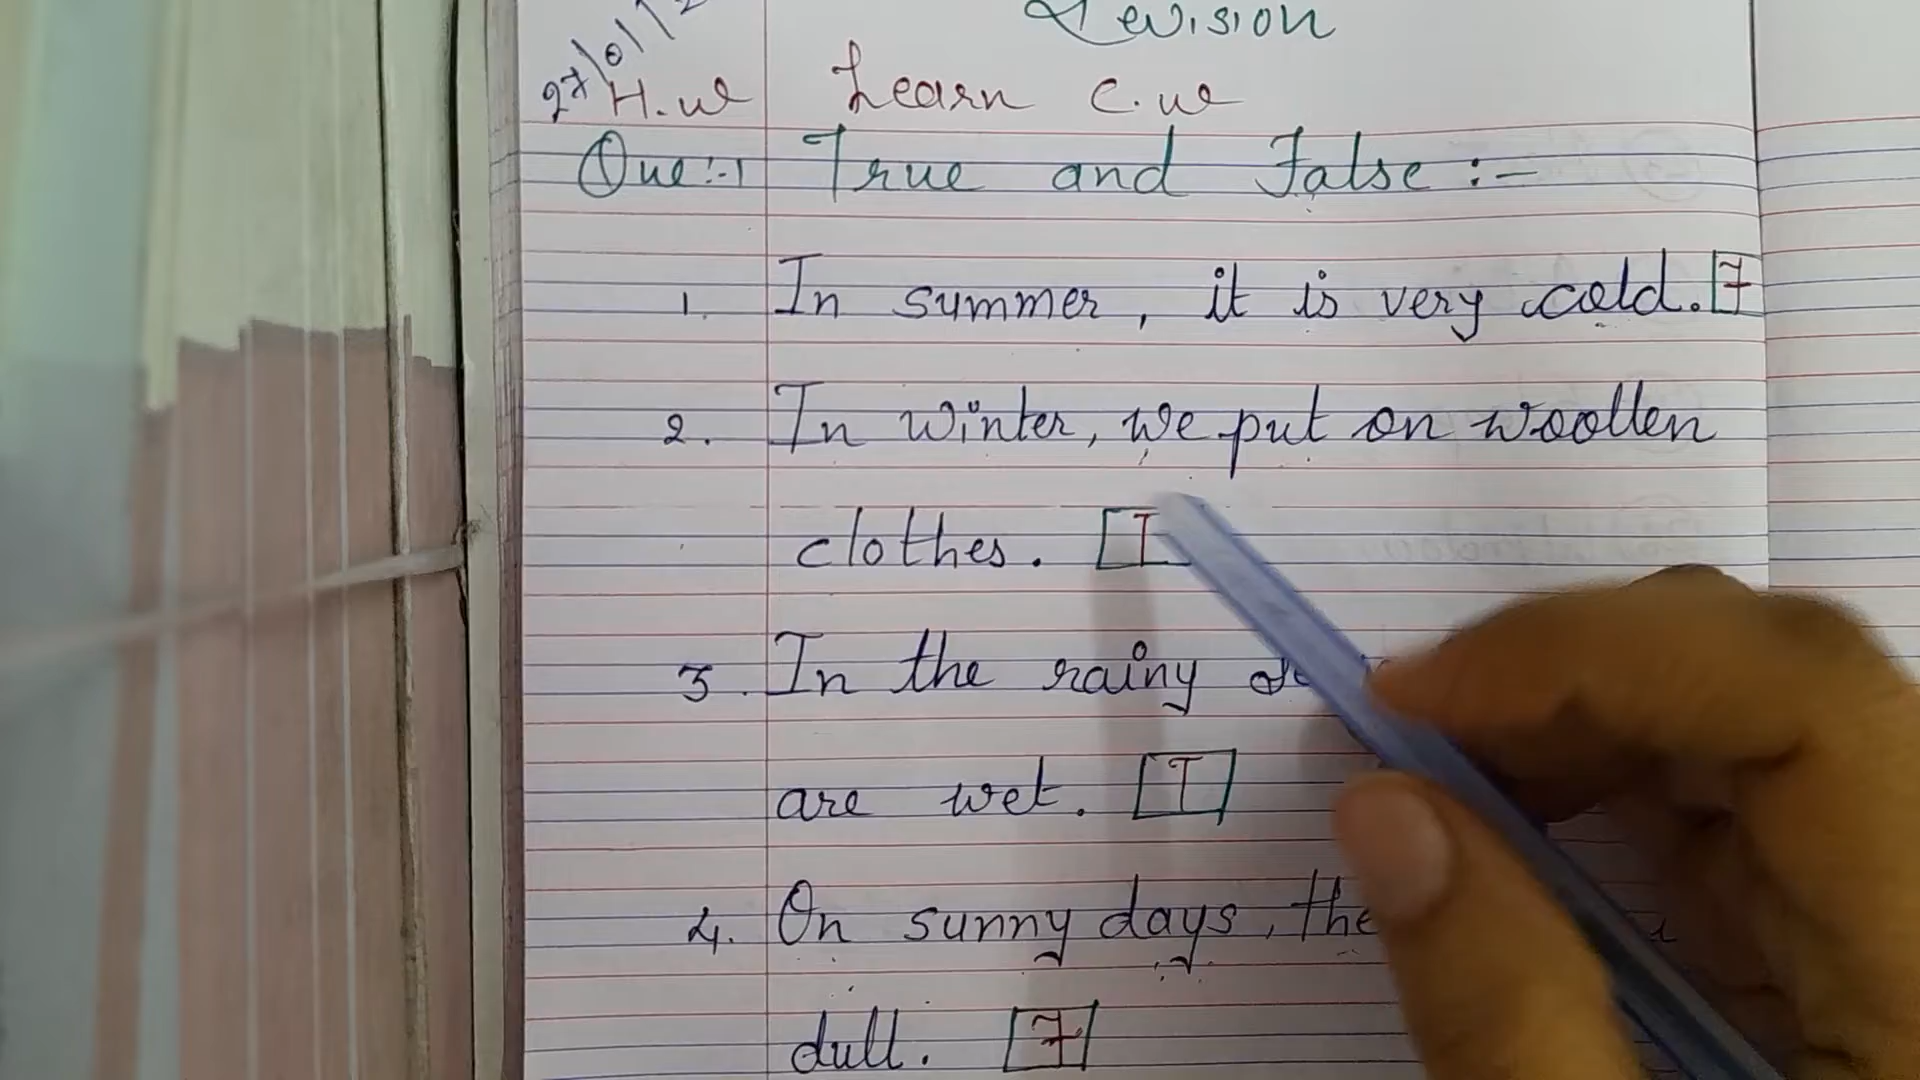 Revision
27/01/2
H.W Learn C.W
Que:-1 True and False :-
1. In summer, it is very cold. F
2. In winter, we put on woollen
clothes. T
3. In the rainy
are wet. T
4. On sunny days, the
dull. F